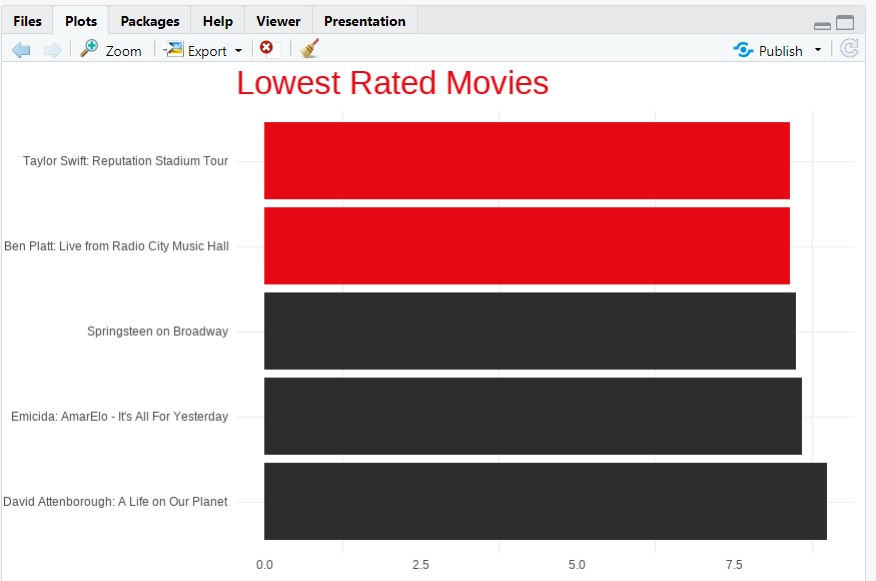 Files Plots Packages Help Viewer Presentation
Zoom Export Publish
Lowest Rated Movies
Taylor Swift: Reputation Stadium Tour
Ben Platt: Live from Radio City Music Hall
Springsteen on Broadway
Emicida: AmarElo - It's All For Yesterday
David Attenborough: A Life on Our Planet
0.0 2.5 5.0 7.5